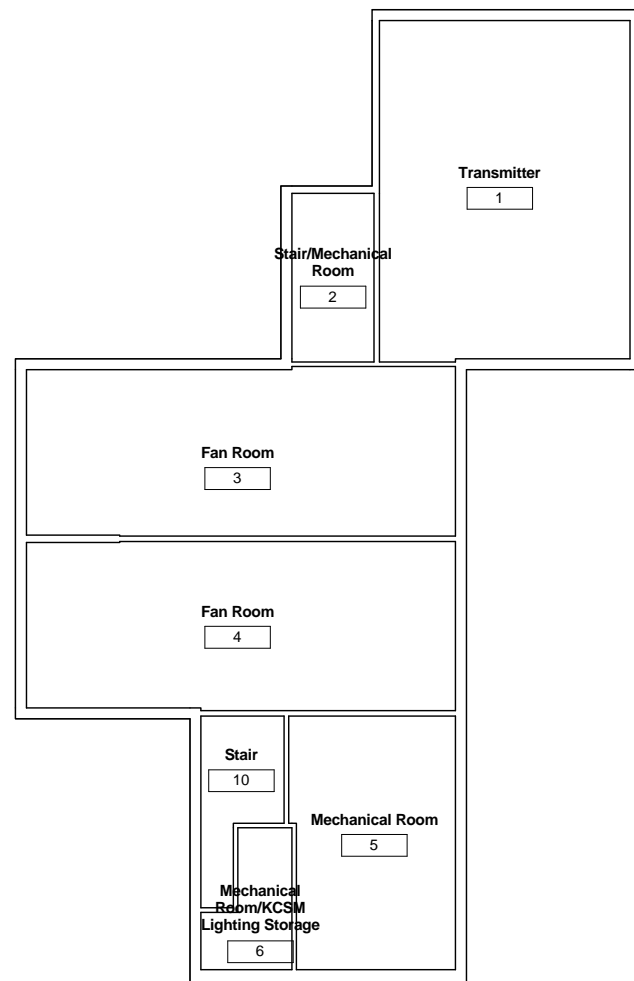 Transmitter
1
Stair/Mechanical
Room
2
Fan Room
3
Fan Room
4
Stair
10
Mechanical Room
5
Mechanical
Room/KCSM
Lighting Storage
6